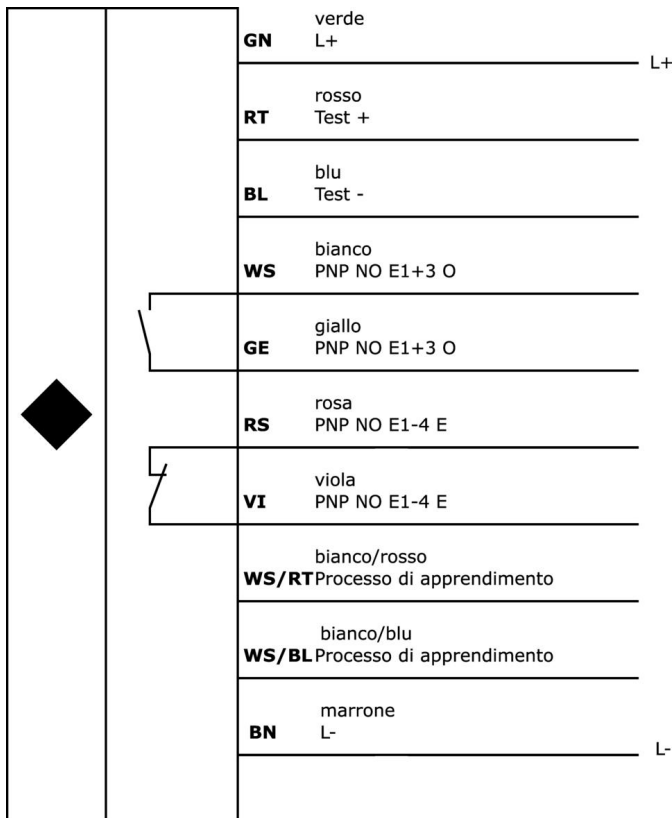 verde
GN L+
L+
rosso
RT Test +
blu
BL Test -
bianco
WS PNP NO E1+3 O
giallo
GE PNP NO E1+3 O
rosa
RS PNP NO E1-4 E
viola
VI PNP NO E1-4 E
bianco/rosso
WS/RT Processo di apprendimento
bianco/blu
WS/BL Processo di apprendimento
marrone
BN L-
L-